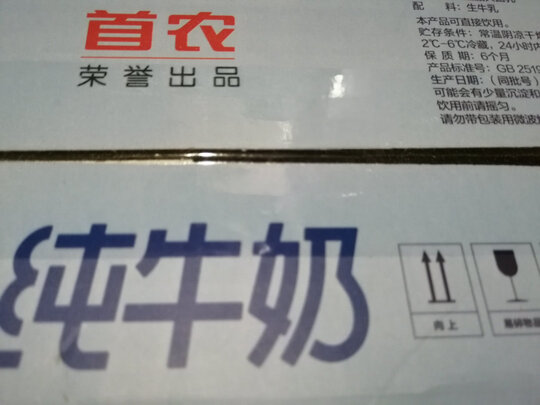 首农
荣誉出品
配 料：生牛乳
本产品可直接饮用。
贮存条件：常温阴凉干燥
2℃-6℃冷藏，24小时内
保 质 期：6个月
产品标准号：GB 2519
生产日期：（同批号）
可能会有少量沉淀和
饮用前请摇匀。
请勿带包装用微波
纯牛奶
向上
易碎物品